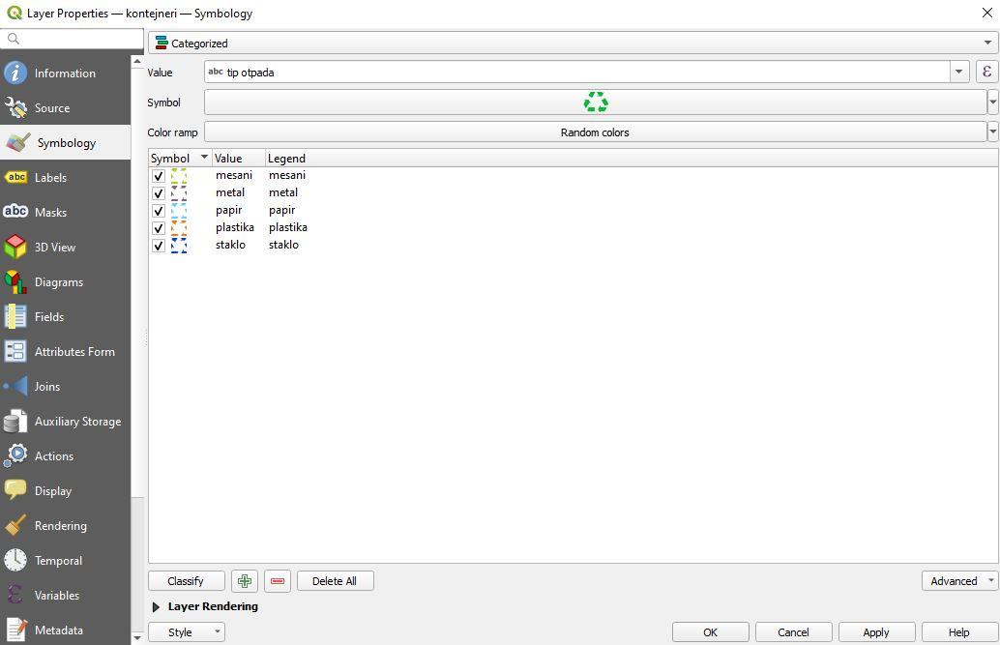 Layer Properties — kontejneri — Symbology
Categorized
Information
Source
Symbology
Labels
Masks
3D View
Diagrams
Fields
Attributes Form
Joins
Auxiliary Storage
Actions
Display
Rendering
Temporal
Variables
Metadata
Value abc tip otpada ε
Symbol
Color ramp Random colors
Symbol Value Legend
mesani mesani
metal metal
papir papir
plastika plastika
staklo staklo
Classify Delete All Advanced
Layer Rendering
Style OK Cancel Apply Help